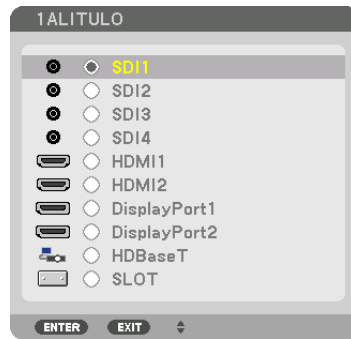 1ALITULO
SDI1
SDI2
SDI3
SDI4
HDMI1
HDMI2
DisplayPort1
DisplayPort2
HDBaseT
SLOT
ENTER EXIT